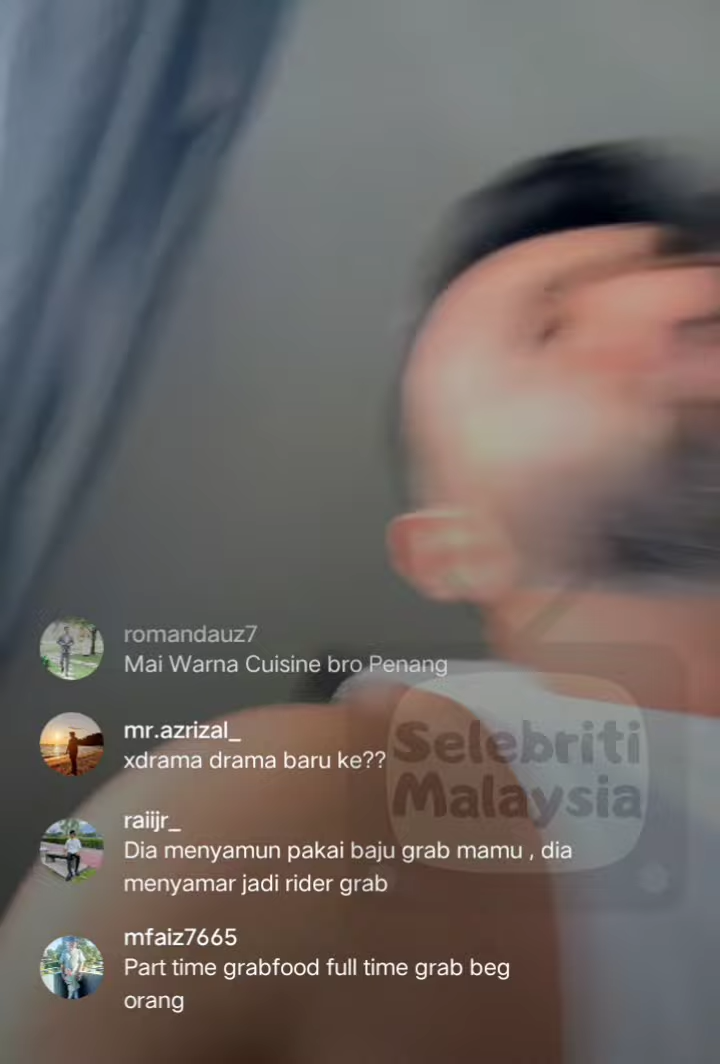 romandauz7
Mai Warna Cuisine bro Penang
mr.azrizal_
xdrama drama baru ke??
Selebriti
Malaysia
raiijr_
Dia menyamun pakai baju grab mamu , dia
menyamar jadi rider grab
mfaiz7665
Part time grabfood full time grab beg
orang